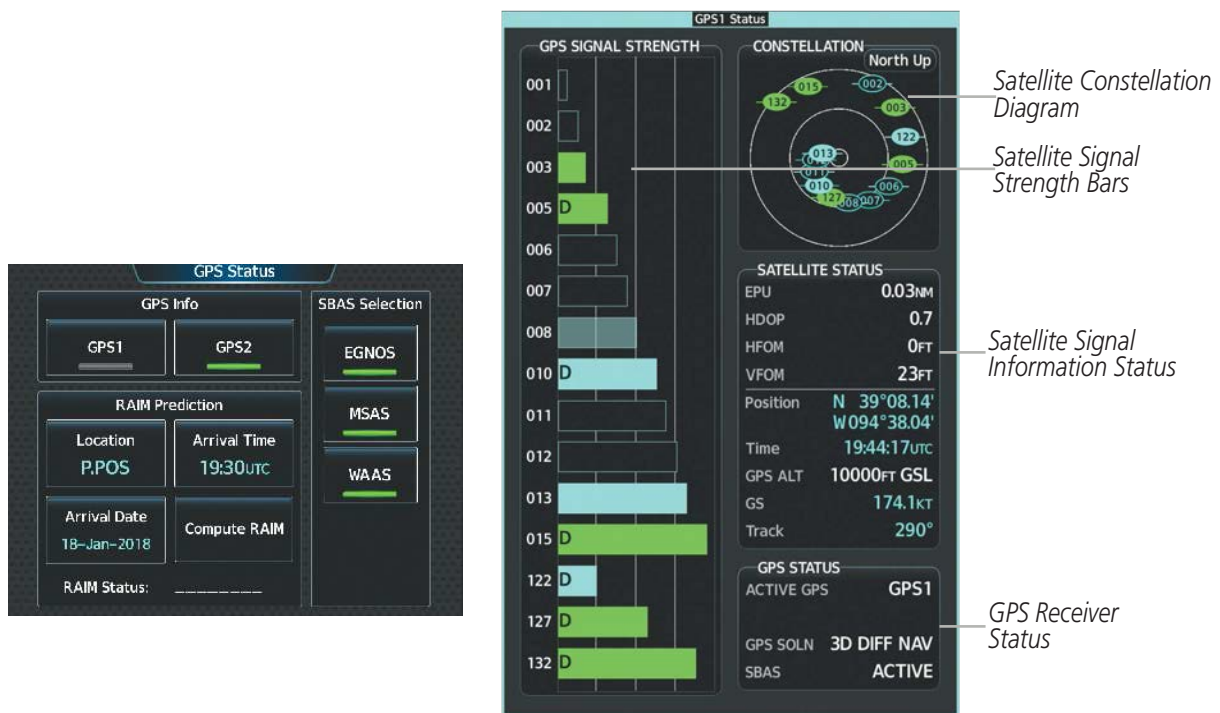 GPS Status
GPS Info
SBAS Selection
GPS1
GPS2
EGNOS
RAIM Prediction
MSAS
Location
P.POS
Arrival Time
19:30UTC
WAAS
Arrival Date
18-Jan-2018
Compute RAIM
RAIM Status: ________
GPS1 Status
GPS SIGNAL STRENGTH
001
002
003
005 D
006
007
008
010 D
011
012
013
015 D
122 D
127 D
132 D
CONSTELLATION
North Up
015
002
132
003
122
013
005
011
010
006
127
008
007
SATELLITE STATUS
EPU 0.03NM
HDOP 0.7
HFOM 0FT
VFOM 23FT
Position N 39°08.14'
W094°38.04'
Time 19:44:17UTC
GPS ALT 10000FT GSL
GS 174.1KT
Track 290°
GPS STATUS
ACTIVE GPS GPS1
GPS SOLN 3D DIFF NAV
SBAS ACTIVE
Satellite Constellation
Diagram
Satellite Signal
Strength Bars
Satellite Signal
Information Status
GPS Receiver
Status